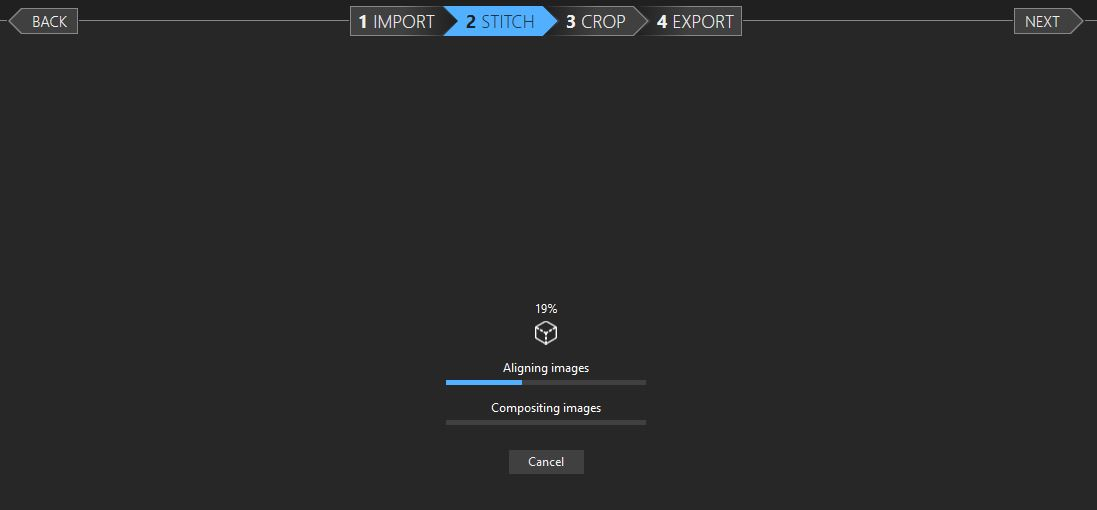 BACK
1 IMPORT
2 STITCH
3 CROP
4 EXPORT
NEXT
19%
Aligning images
Compositing images
Cancel